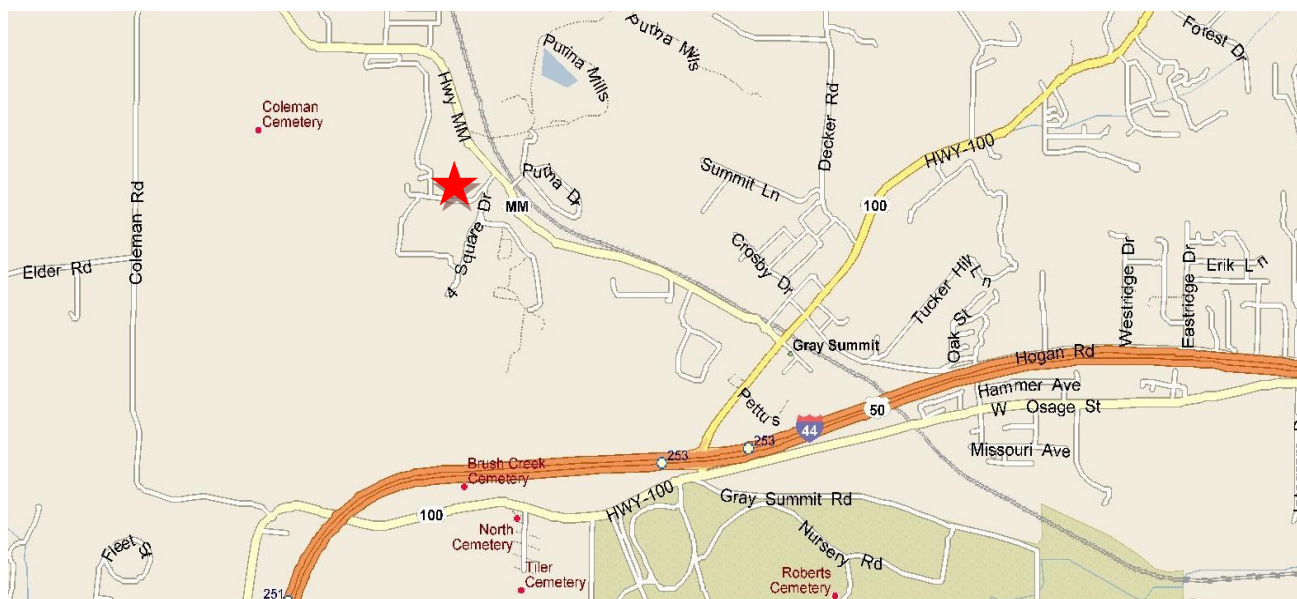 Forest Dr
Purina Mls
Purina Mills
Hwy MM
Decker Rd
Coleman
Cemetery
HWY-100
Summit Ln
Purina Dr
MM
100
Coleman Rd
4 Square Dr
Crosby Dr
Elder Rd
Tucker Hill Ln
Westridge Dr
Eastridge Dr
Erik Ln
Oak St
Gray Summit
Hogan Rd
Hammer Ave
Pettus
50
W Osage St
44
253
253
Missouri Ave
Brush Creek
Cemetery
HWY-100
Gray Summit Rd
100
North
Cemetery
Nursery Rd
Fleet St
Tiler
Cemetery
Roberts
Cemetery
251